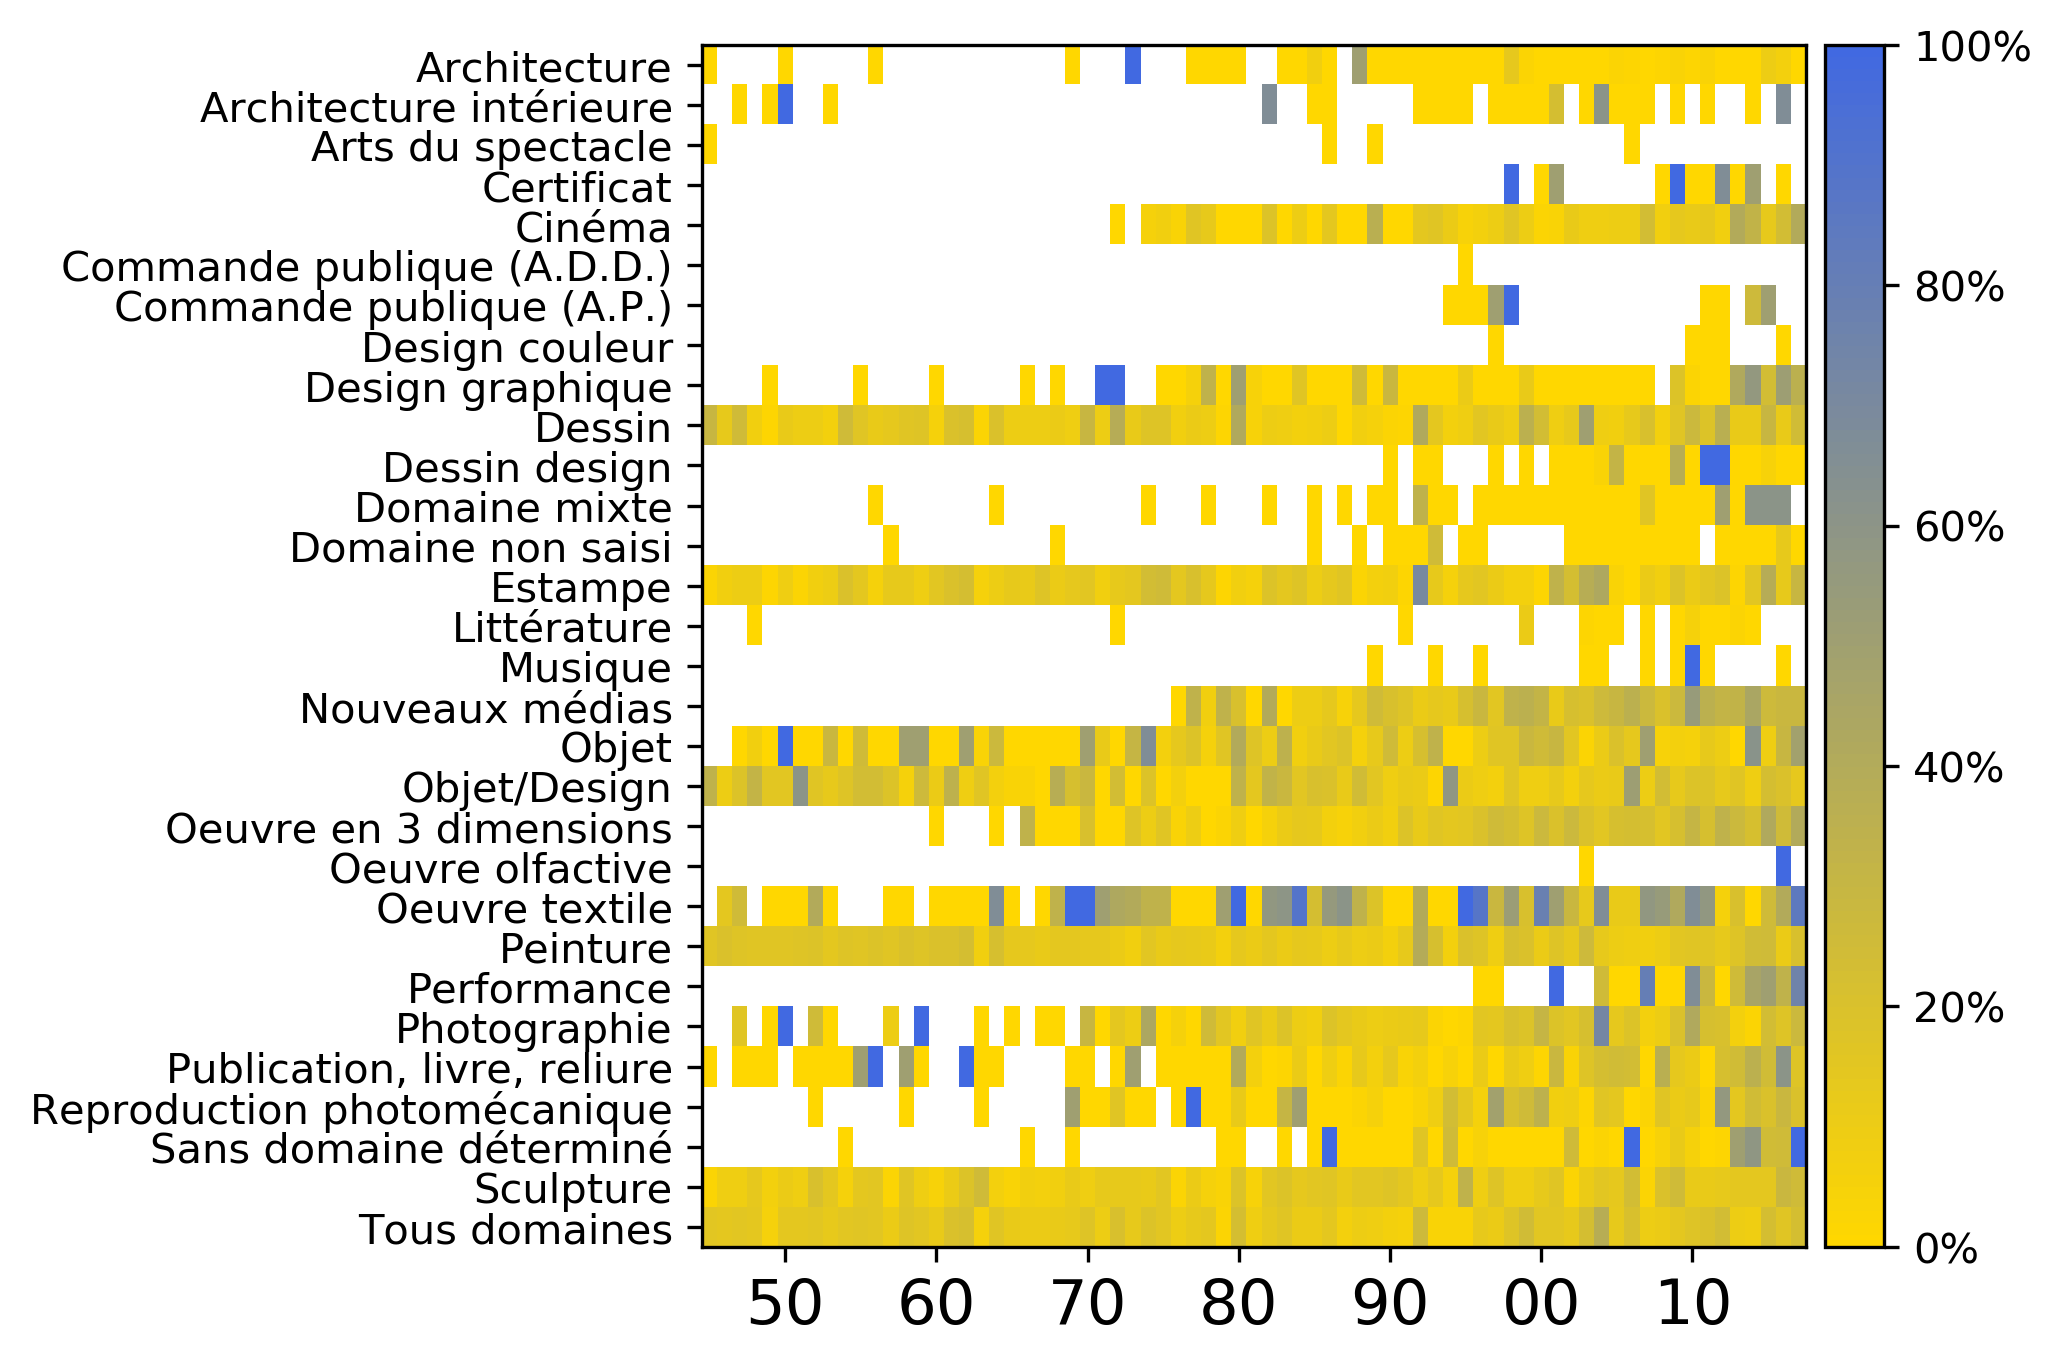 Architecture
Architecture intérieure
Arts du spectacle
Certificat
Cinéma
Commande publique (A.D.D.)
Commande publique (A.P.)
Design couleur
Design graphique
Dessin
Dessin design
Domaine mixte
Domaine non saisi
Estampe
Littérature
Musique
Nouveaux médias
Objet
Objet/Design
Oeuvre en 3 dimensions
Oeuvre olfactive
Oeuvre textile
Peinture
Performance
Photographie
Publication, livre, reliure
Reproduction photomécanique
Sans domaine déterminé
Sculpture
Tous domaines
50 60 70 80 90 00 10
100%
80%
60%
40%
20%
0%